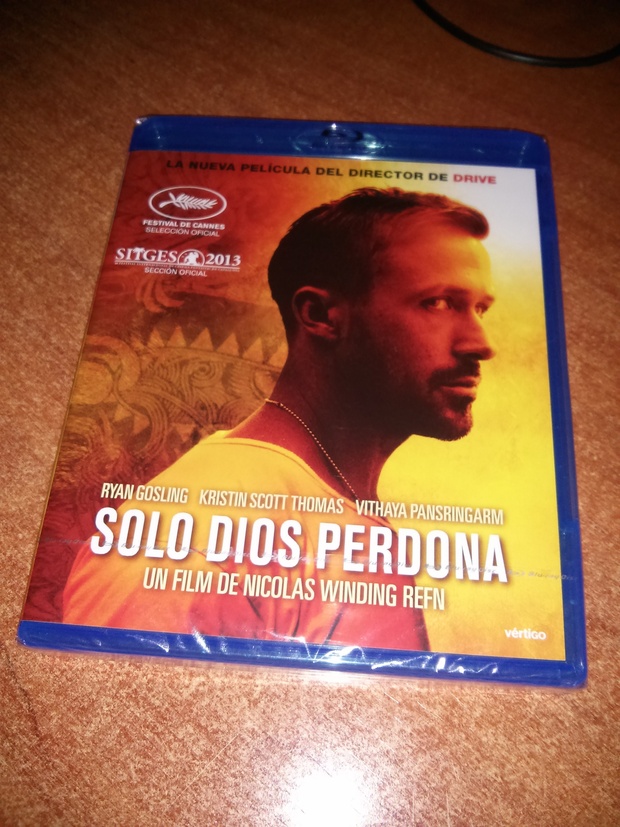 LA NUEVA PELÍCULA DEL DIRECTOR DE DRIVE
FESTIVAL DE CANNES
SELECCIÓN OFICIAL
SITGES 2013
SECCIÓN OFICIAL
RYAN GOSLING KRISTIN SCOTT THOMAS VITHAYA PANSRINGARM
SOLO DIOS PERDONA
UN FILM DE NICOLAS WINDING REFN
vértigo